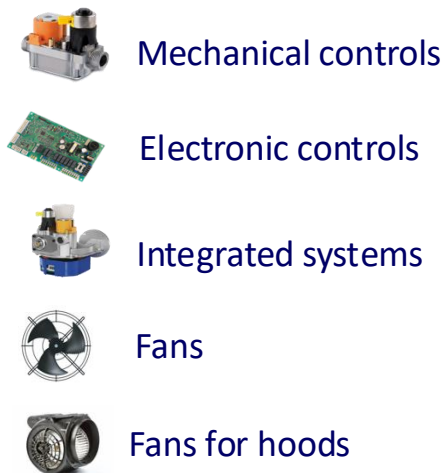 Mechanical controls
Electronic controls
Integrated systems
Fans
Fans for hoods